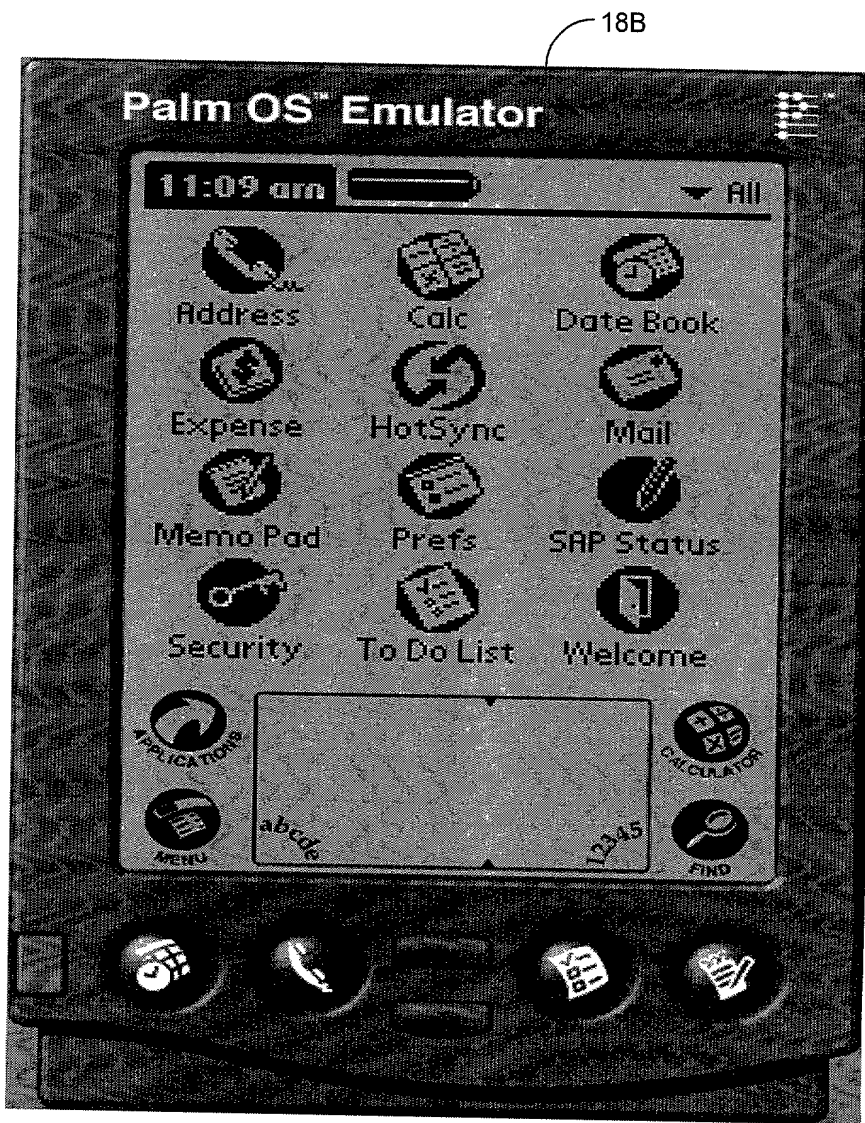 18B
Palm OS™ Emulator
™
11:09 am All
Address Calc Date Book
Expense HotSync Mail
Memo Pad Prefs SAP Status
Security To Do List Welcome
APPLICATIONS CALCULATOR
abcde 12345
MENU FIND